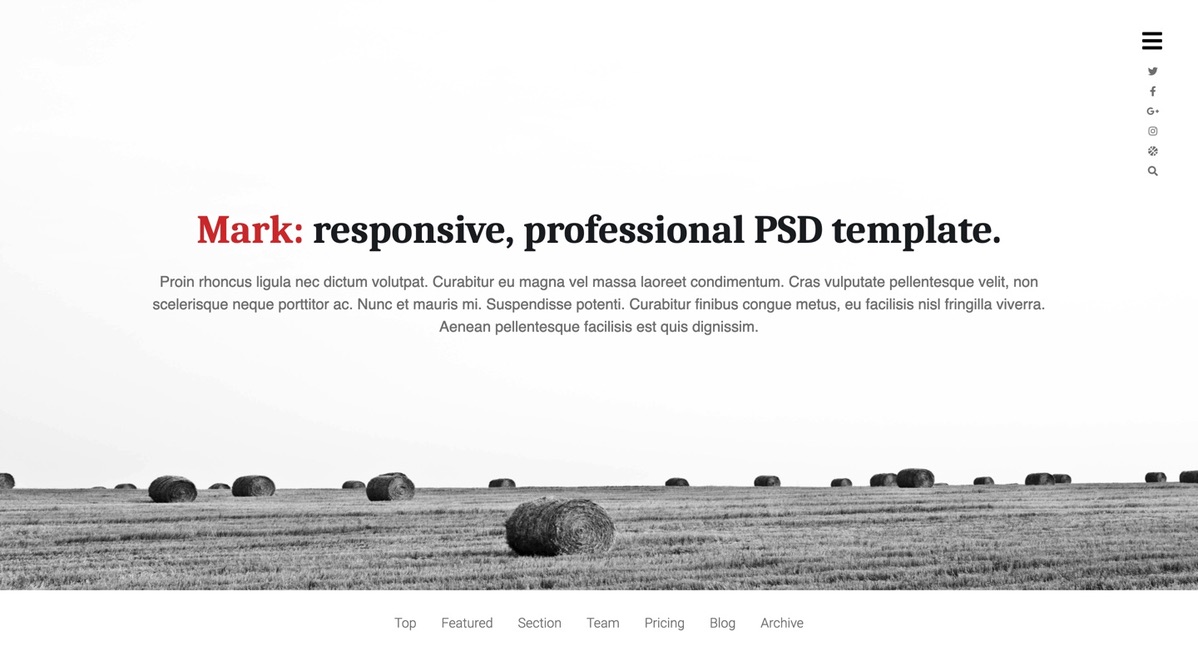 Mark: responsive, professional PSD template.
Proin rhoncus ligula nec dictum volutpat. Curabitur eu magna vel massa laoreet condimentum. Cras vulputate pellentesque velit, non
scelerisque neque porttitor ac. Nunc et mauris mi. Suspendisse potenti. Curabitur finibus congue metus, eu facilisis nisl fringilla viverra.
Aenean pellentesque facilisis est quis dignissim.
Top Featured Section Team Pricing Blog Archive